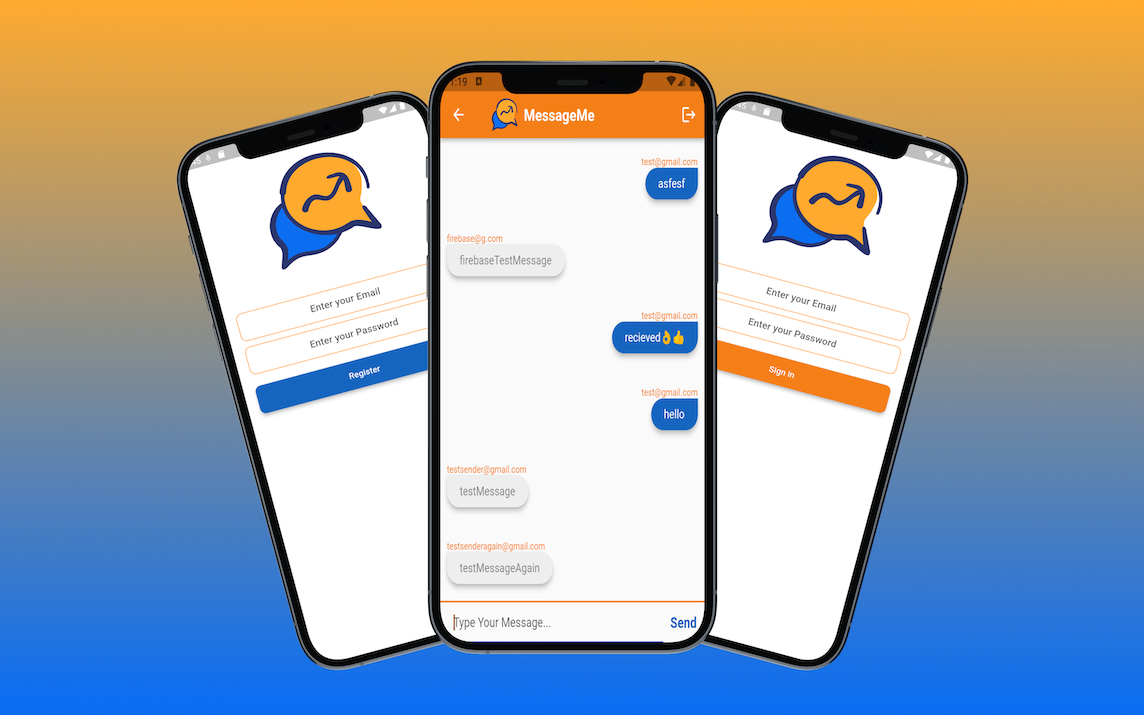 Enter your Email
Enter your Password
Register
1:19
MessageMe
test@gmail.com
asfesf
firebase@g.com
firebaseTestMessage
test@gmail.com
recieved👌👍
test@gmail.com
hello
testsender@gmail.com
testMessage
testsenderagain@gmail.com
testMessageAgain
Type Your Message...
Send
Enter your Email
Enter your Password
Sign in